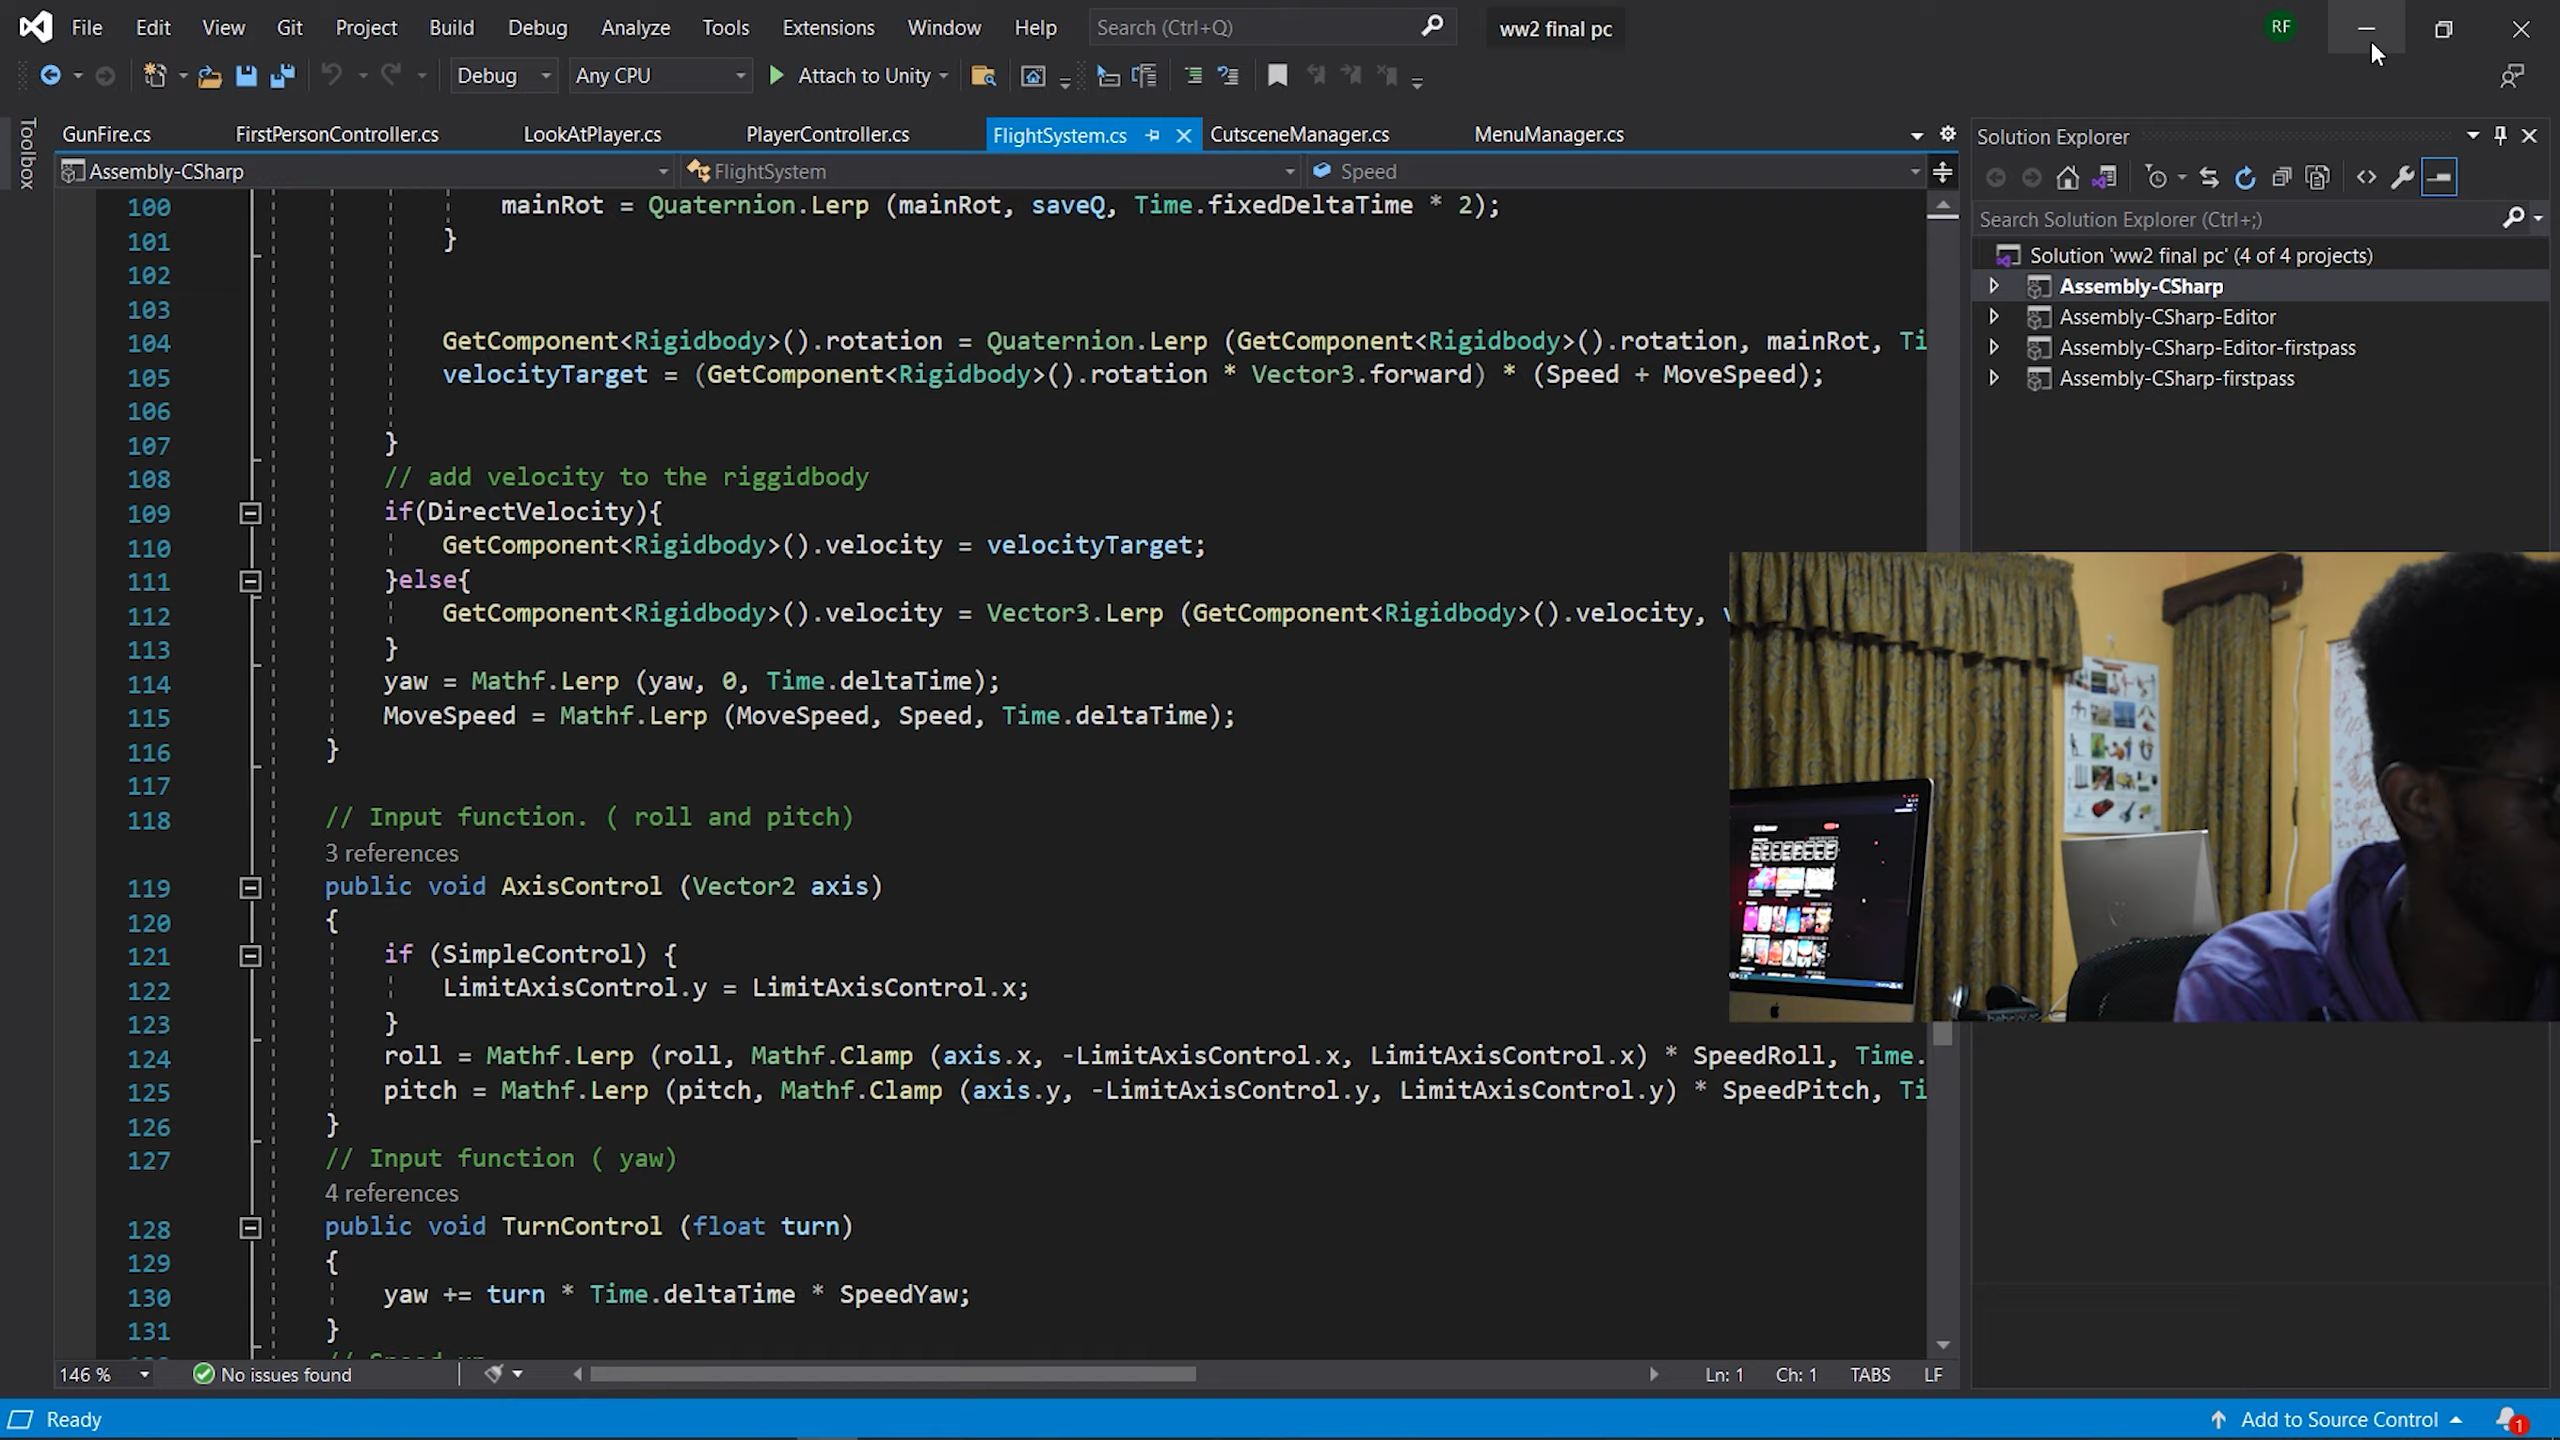 File Edit View Git Project Build Debug Analyze Tools Extensions Window Help Search (Ctrl+Q) ww2 final pc RF
Debug Any CPU Attach to Unity
Toolbox
GunFire.cs FirstPersonController.cs LookAtPlayer.cs PlayerController.cs FlightSystem.cs CutsceneManager.cs MenuManager.cs
Assembly-CSharp FlightSystem Speed
100 mainRot = Quaternion.Lerp (mainRot, saveQ, Time.fixedDeltaTime * 2);
101 }
102
103
104 GetComponent<Rigidbody>().rotation = Quaternion.Lerp (GetComponent<Rigidbody>().rotation, mainRot, Ti
105 velocityTarget = (GetComponent<Rigidbody>().rotation * Vector3.forward) * (Speed + MoveSpeed);
106
107 }
108 // add velocity to the riggidbody
109 if(DirectVelocity){
110 GetComponent<Rigidbody>().velocity = velocityTarget;
111 }else{
112 GetComponent<Rigidbody>().velocity = Vector3.Lerp (GetComponent<Rigidbody>().velocity, v
113 }
114 yaw = Mathf.Lerp (yaw, 0, Time.deltaTime);
115 MoveSpeed = Mathf.Lerp (MoveSpeed, Speed, Time.deltaTime);
116 }
117
118 // Input function. ( roll and pitch)
3 references
119 public void AxisControl (Vector2 axis)
120 {
121 if (SimpleControl) {
122 LimitAxisControl.y = LimitAxisControl.x;
123 }
124 roll = Mathf.Lerp (roll, Mathf.Clamp (axis.x, -LimitAxisControl.x, LimitAxisControl.x) * SpeedRoll, Time.
125 pitch = Mathf.Lerp (pitch, Mathf.Clamp (axis.y, -LimitAxisControl.y, LimitAxisControl.y) * SpeedPitch, Ti
126 }
127 // Input function ( yaw)
4 references
128 public void TurnControl (float turn)
129 {
130 yaw += turn * Time.deltaTime * SpeedYaw;
131 }
146 % No issues found Ln: 1 Ch: 1 TABS LF
Solution Explorer
Search Solution Explorer (Ctrl+;)
Solution 'ww2 final pc' (4 of 4 projects)
Assembly-CSharp
Assembly-CSharp-Editor
Assembly-CSharp-Editor-firstpass
Assembly-CSharp-firstpass
Ready Add to Source Control 1